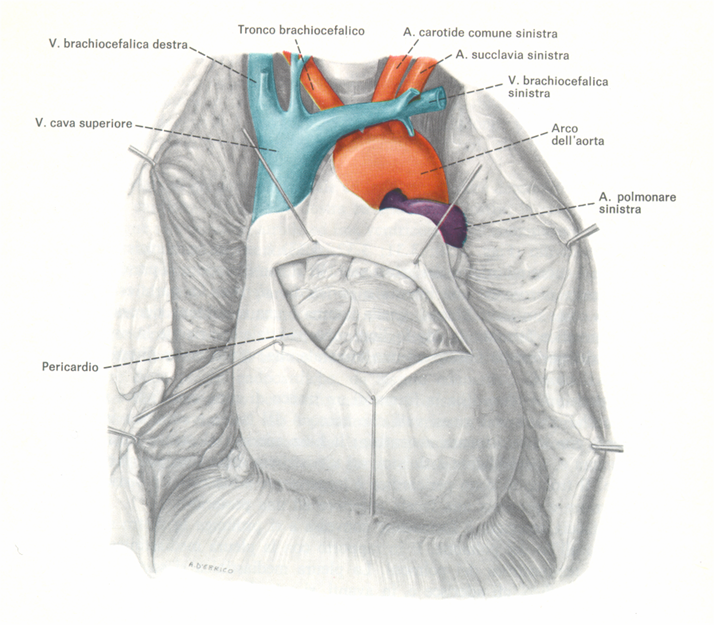 Tronco brachiocefalico
A. carotide comune sinistra
V. brachiocefalica destra
A. succlavia sinistra
V. brachiocefalica
sinistra
V. cava superiore
Arco
dell'aorta
A. polmonare
sinistra
Pericardio
A. D'ERRICO